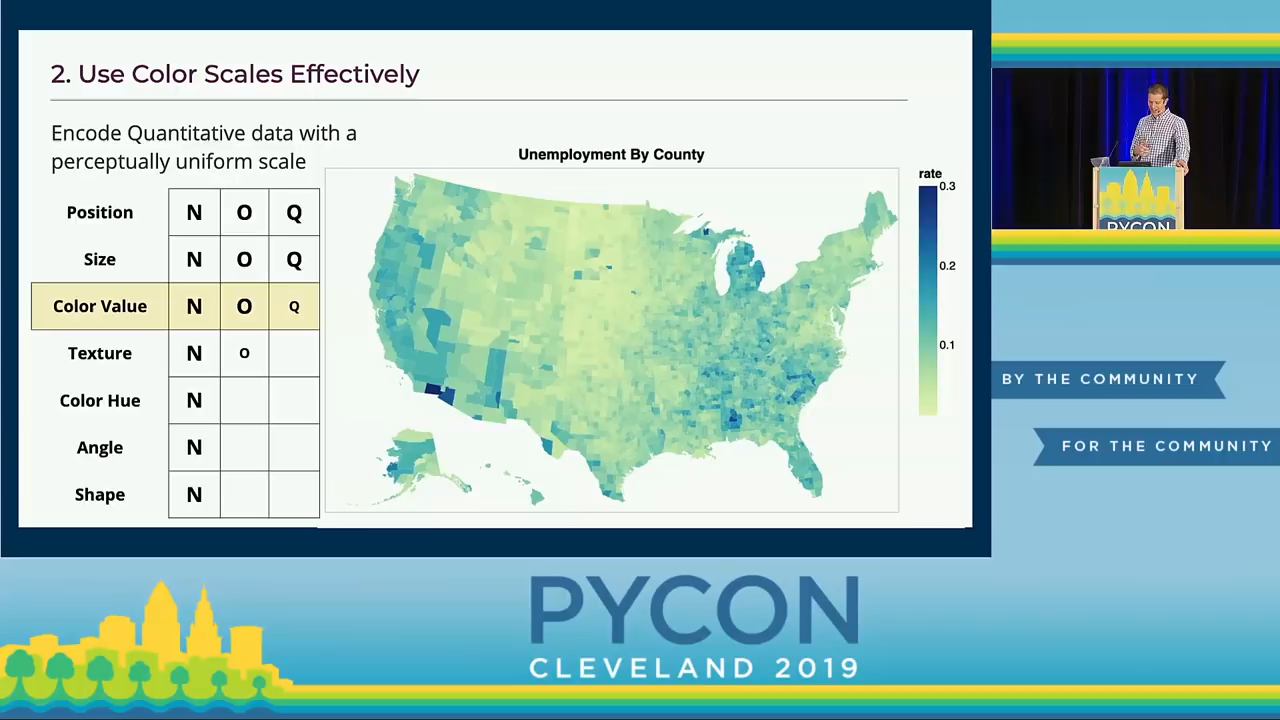 2. Use Color Scales Effectively
Encode Quantitative data with a
perceptually uniform scale
Position N O Q
Size N O Q
Color Value N O Q
Texture N O
Color Hue N
Angle N
Shape N
Unemployment By County
rate
0.3
0.2
0.1
PYCON
BY THE COMMUNITY
FOR THE COMMUNITY
PYCON
CLEVELAND 2019